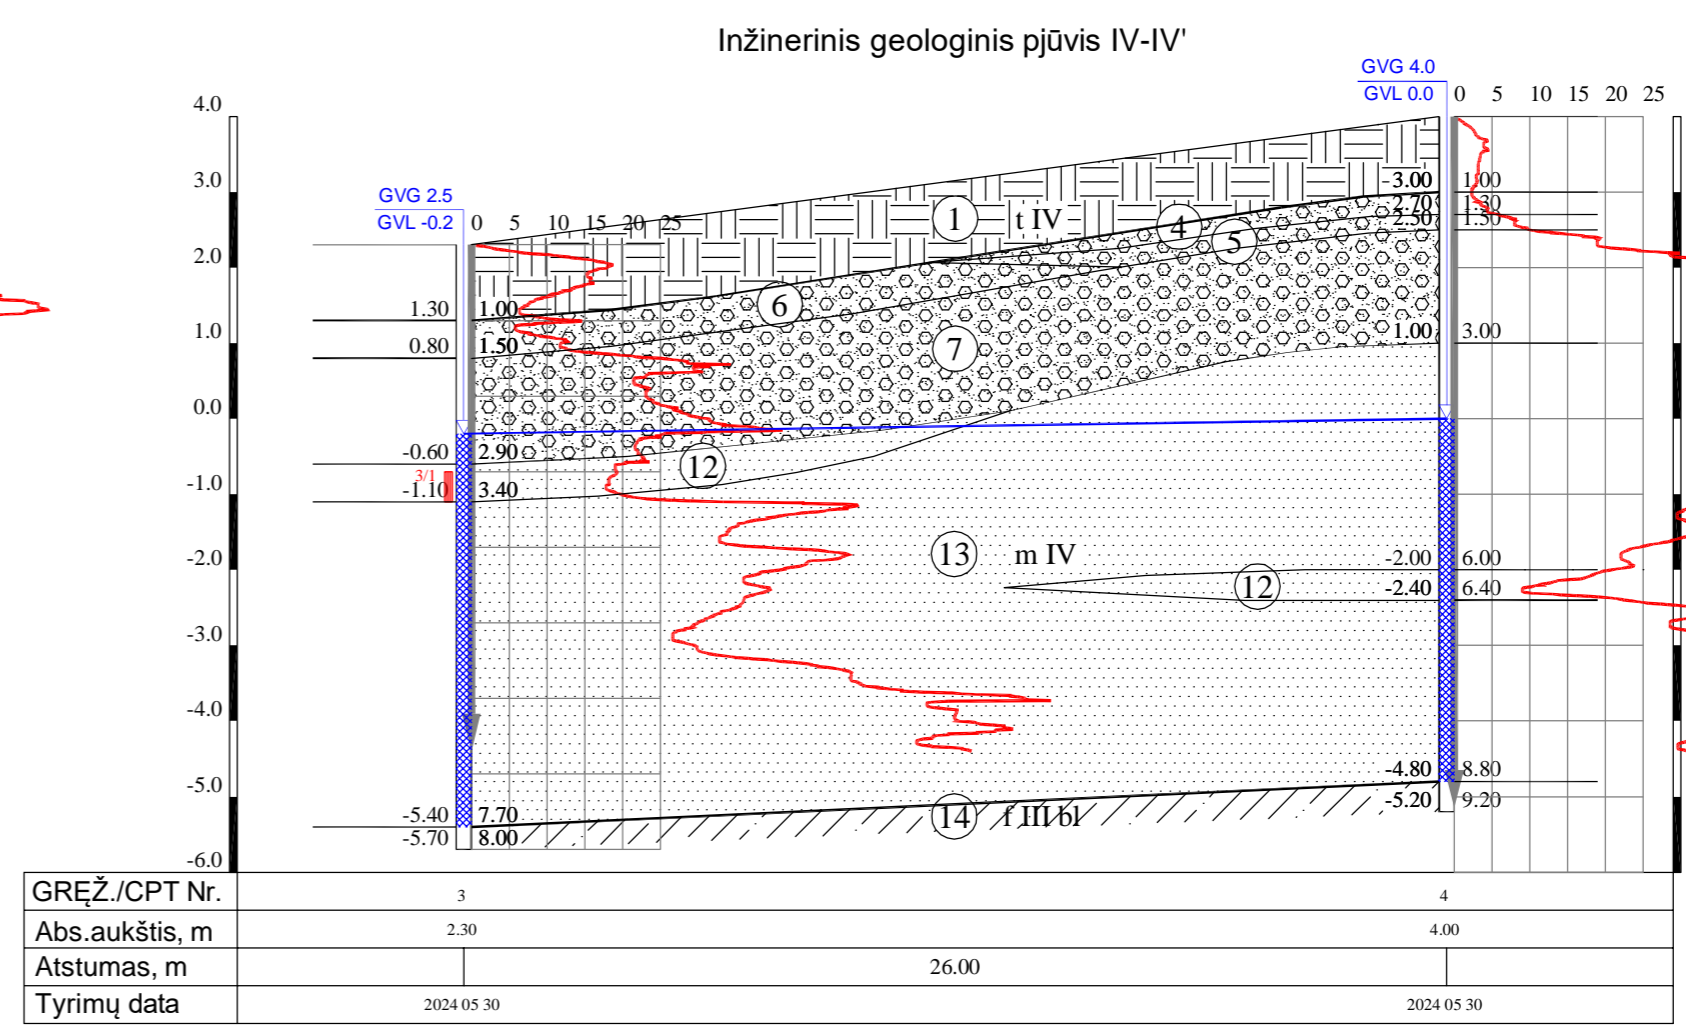 Inžinerinis geologinis pjūvis IV-IV'
GVG 4.0
GVL 0.0
0 5 10 15 20 25
4.0
3.0
2.0
1.0
0.0
-1.0
-2.0
-3.0
-4.0
-5.0
-6.0
GVG 2.5
GVL -0.2
0 5 10 15 20 25
1.30 1.00
0.80 1.50
-0.60 2.90
3/1
-1.10 3.40
-5.40 7.70
-5.70 8.00
1 t IV
4
5
6
7
12
13 m IV
12
14 f III bl
3.00 1.00
2.70 1.30
2.50 1.50
1.00 3.00
-2.00 6.00
-2.40 6.40
-4.80 8.80
-5.20 9.20
GRĘŽ./CPT Nr. 3 4
Abs.aukštis, m 2.30 4.00
Atstumas, m 26.00
Tyrimų data 2024 05 30 2024 05 30